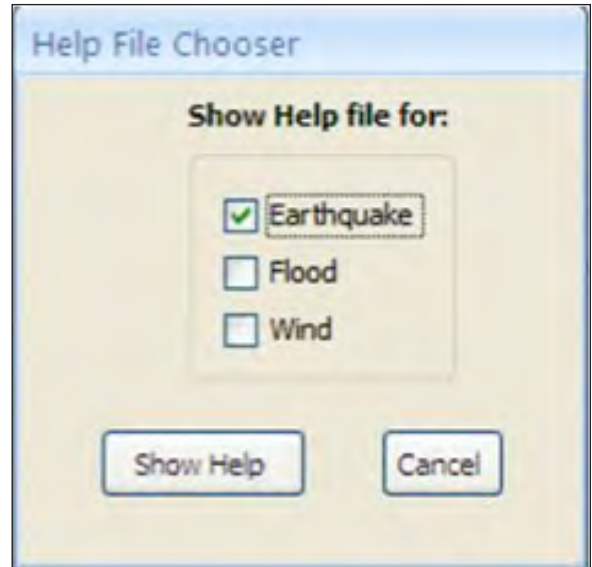 Help File Chooser
Show Help file for:
Earthquake
Flood
Wind
Show Help
Cancel